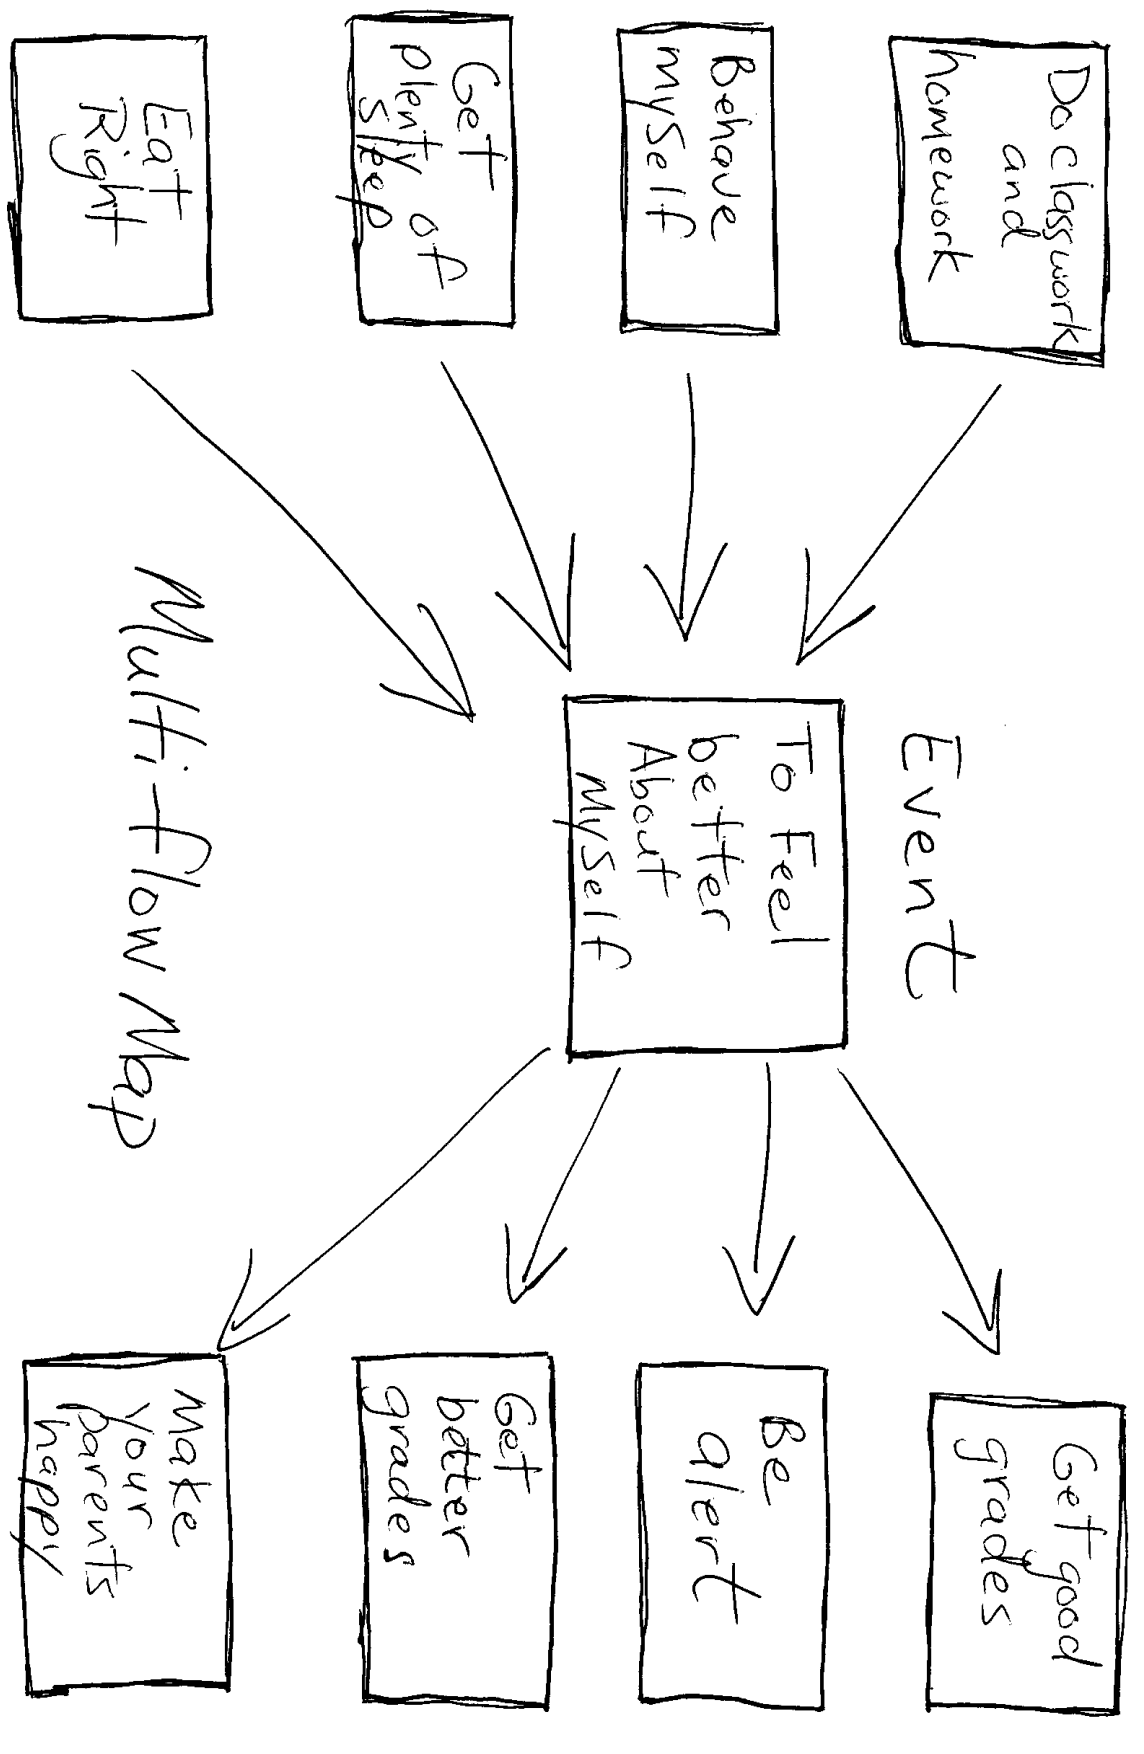 Do classwork
and
homework
Behave
mySelf
Get
plenty of
sleep
Eat
Right
Event
To Feel
better
About
MySelf
Multi-flow Map
Get good
grades
Be
alert
Get
better
grades
Make
your
parents
happy